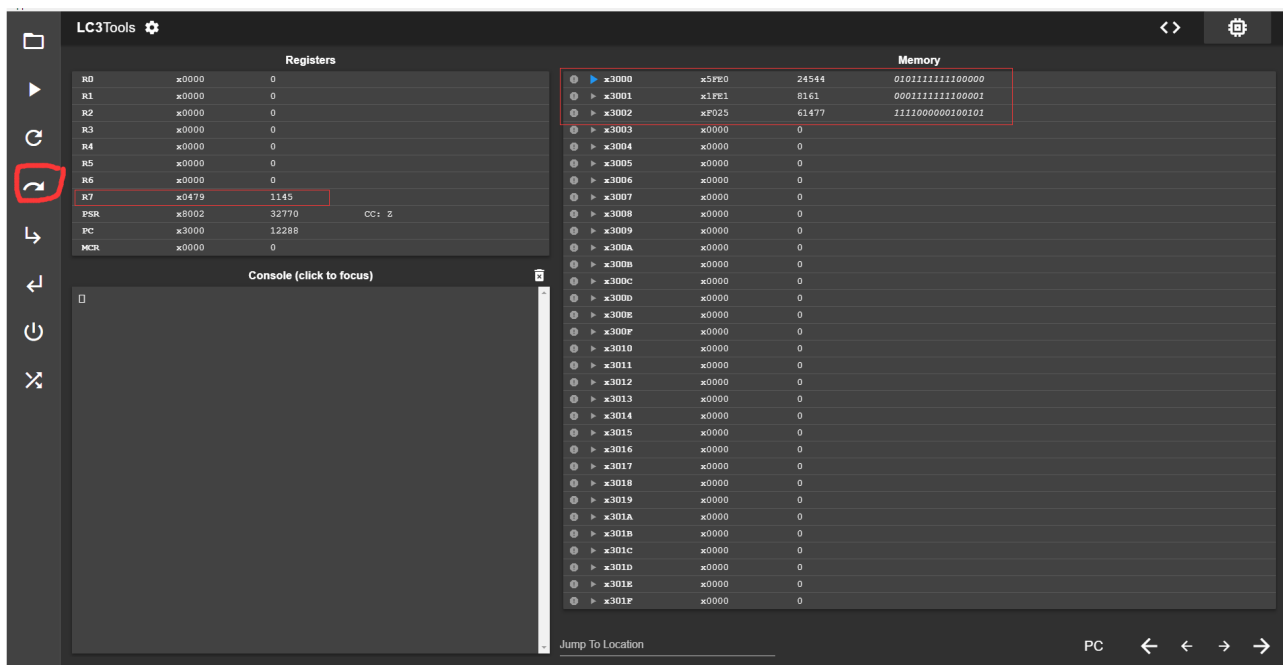 LC3Tools
Registers
R0 x0000 0
R1 x0000 0
R2 x0000 0
R3 x0000 0
R4 x0000 0
R5 x0000 0
R6 x0000 0
R7 x0479 1145
PSR x8002 32770 CC: Z
PC x3000 12288
MCR x0000 0
Console (click to focus)
Memory
x3000 x5FE0 24544 0101111111100000
x3001 x1FE1 8161 0001111111100001
x3002 xF025 61477 1111000000100101
x3003 x0000 0
x3004 x0000 0
x3005 x0000 0
x3006 x0000 0
x3007 x0000 0
x3008 x0000 0
x3009 x0000 0
x300A x0000 0
x300B x0000 0
x300C x0000 0
x300D x0000 0
x300E x0000 0
x300F x0000 0
x3010 x0000 0
x3011 x0000 0
x3012 x0000 0
x3013 x0000 0
x3014 x0000 0
x3015 x0000 0
x3016 x0000 0
x3017 x0000 0
x3018 x0000 0
x3019 x0000 0
x301A x0000 0
x301B x0000 0
x301C x0000 0
x301D x0000 0
x301E x0000 0
x301F x0000 0
Jump To Location
PC